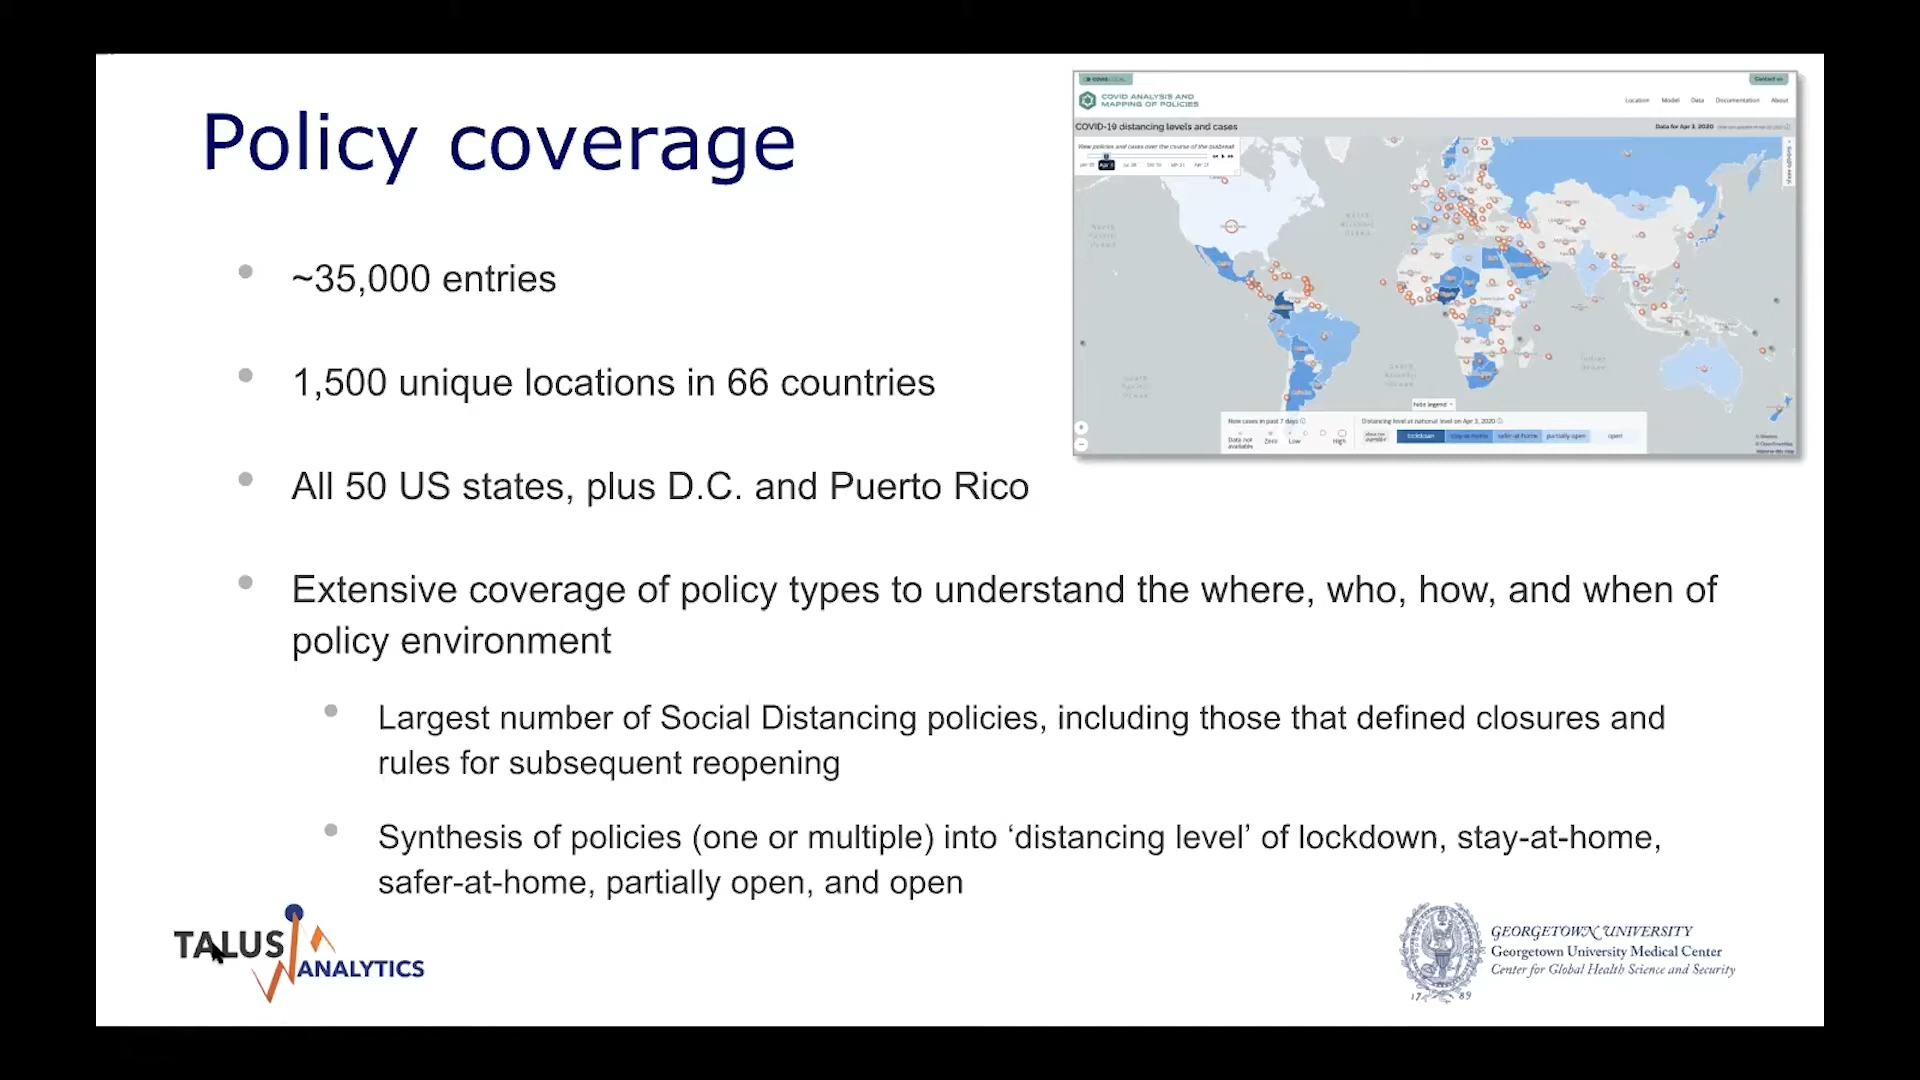 Policy coverage
~35,000 entries
1,500 unique locations in 66 countries
All 50 US states, plus D.C. and Puerto Rico
Extensive coverage of policy types to understand the where, who, how, and when of
policy environment
Largest number of Social Distancing policies, including those that defined closures and
rules for subsequent reopening
Synthesis of policies (one or multiple) into ‘distancing level’ of lockdown, stay-at-home,
safer-at-home, partially open, and open
Contact us
COVID ANALYSIS AND
MAPPING OF POLICIES
Location Model Data Documentation About
COVID-19 distancing levels and cases
Data for Apr 3, 2020
View policies and cases over the course of the outbreak
hide legend
New cases in past 7 days
Data not
available
Zero Low High
Distancing level at national level on Apr 3, 2020
lockdown stay-at-home safer-at-home partially open open
TALUS
ANALYTICS
GEORGETOWN UNIVERSITY
Georgetown University Medical Center
Center for Global Health Science and Security
17 89